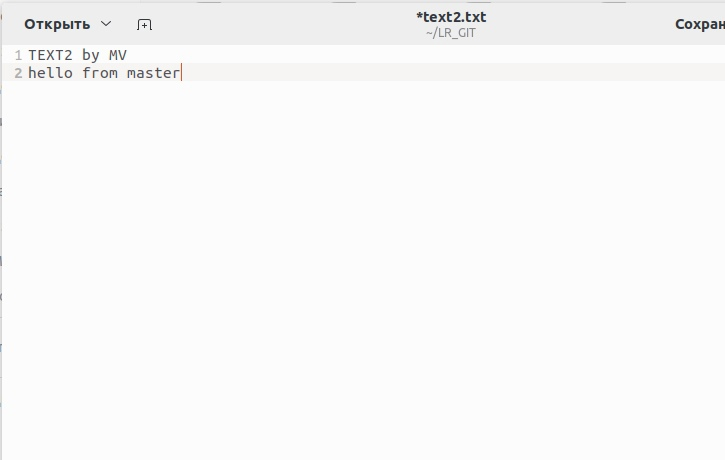 Открыть
*text2.txt
~/LR_GIT
Сохран
1 TEXT2 by MV
2 hello from master